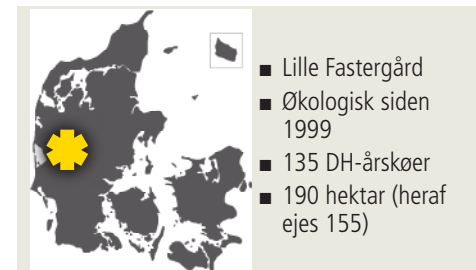 ■ Lille Fastergård
■ Økologisk siden
1999
■ 135 DH-årskøer
■ 190 hektar (heraf
ejes 155)